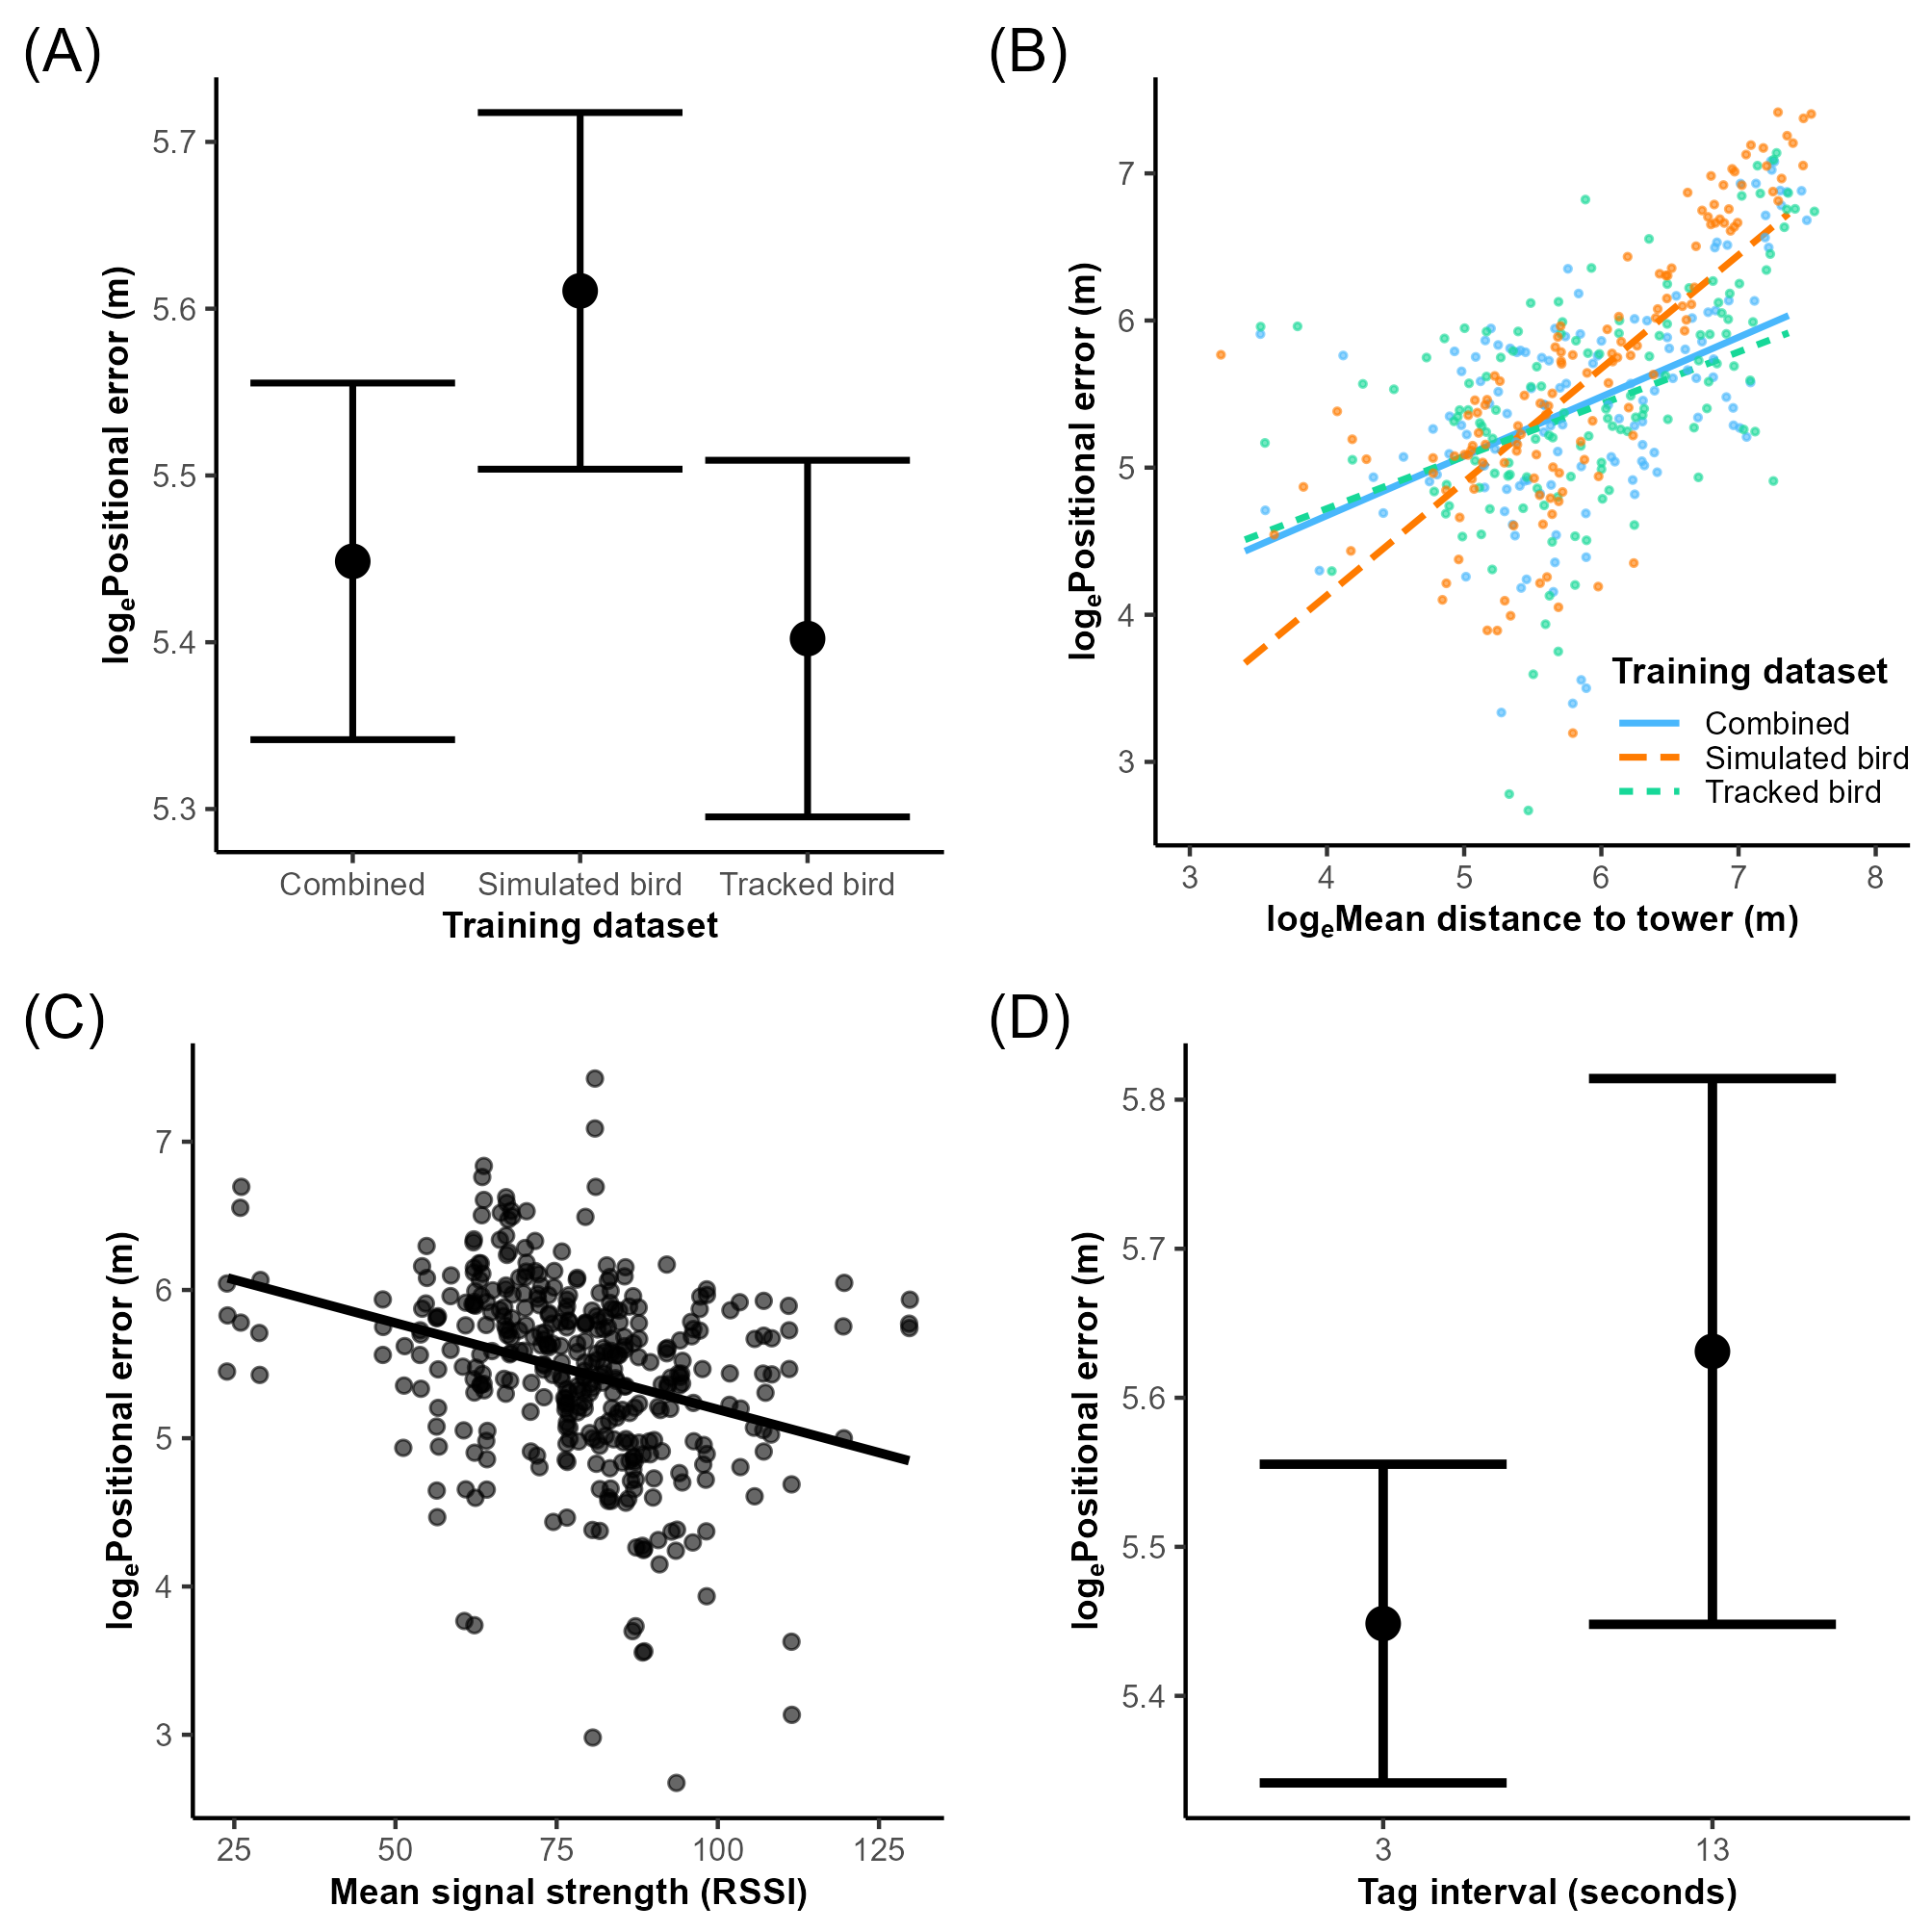 (A)
logePositional error (m)
5.7
5.6
5.5
5.4
5.3
Combined Simulated bird Tracked bird
Training dataset
(B)
logePositional error (m)
7
6
5
4
3
Training dataset
Combined
Simulated bird
Tracked bird
3 4 5 6 7 8
logeMean distance to tower (m)
(C)
logePositional error (m)
7
6
5
4
3
25 50 75 100 125
Mean signal strength (RSSI)
(D)
logePositional error (m)
5.8
5.7
5.6
5.5
5.4
3 13
Tag interval (seconds)